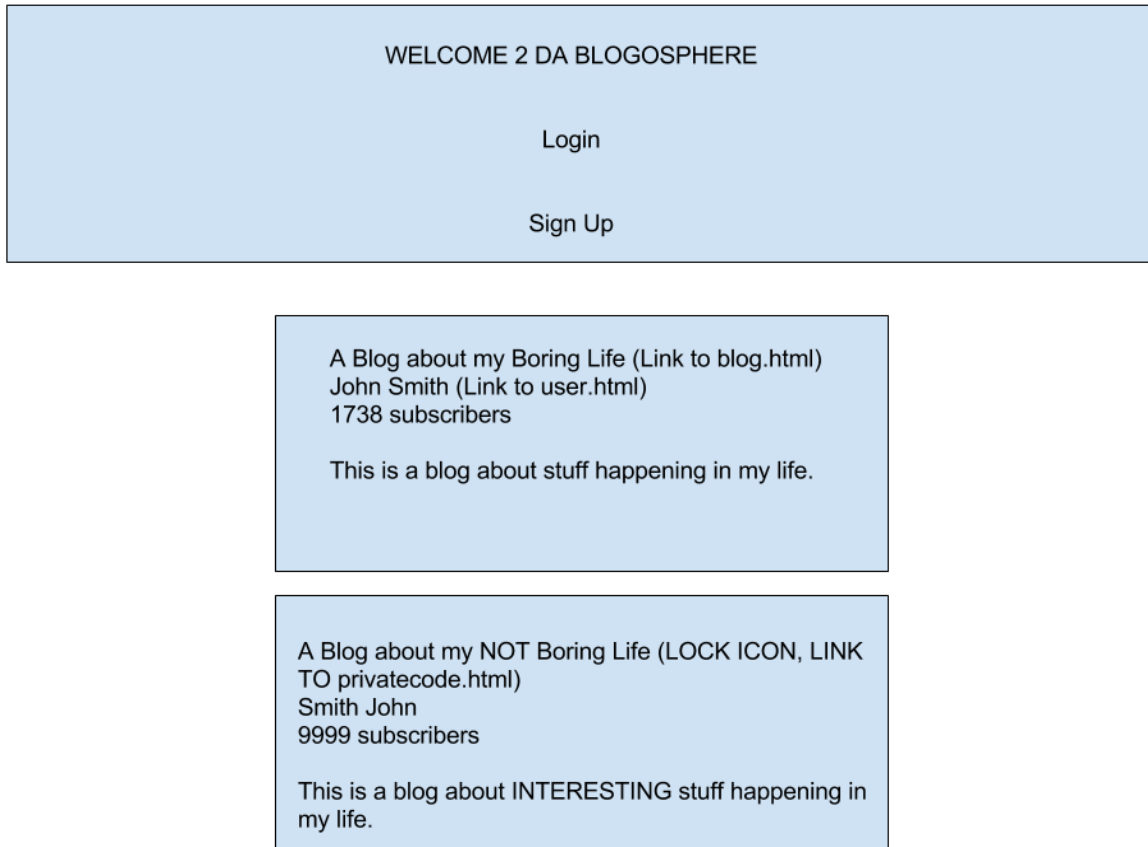 WELCOME 2 DA BLOGOSPHERE
Login
Sign Up
A Blog about my Boring Life (Link to blog.html)
John Smith (Link to user.html)
1738 subscribers
This is a blog about stuff happening in my life.
A Blog about my NOT Boring Life (LOCK ICON, LINK
TO privatecode.html)
Smith John
9999 subscribers
This is a blog about INTERESTING stuff happening in
my life.